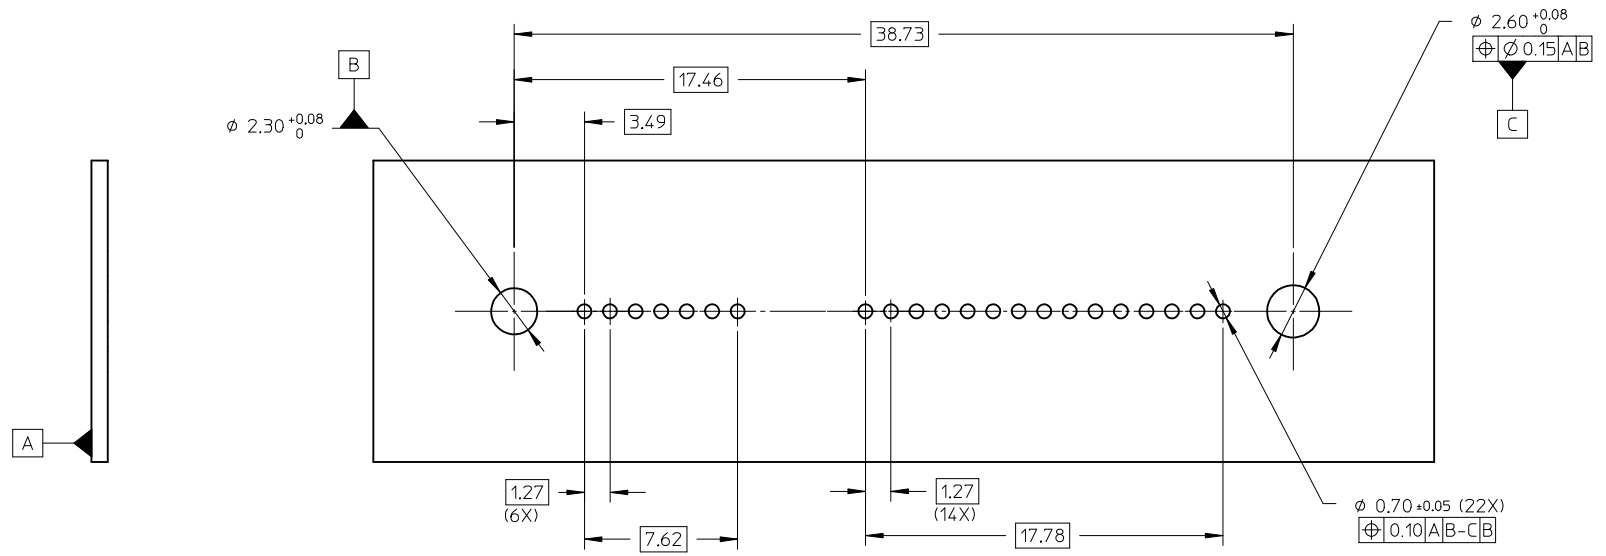 38.73
17.46
3.49
B
⌀ 2.30 +0.08
0
⌀ 2.60 +0.08
0
⌖ ⌀ 0.15 A B
C
A
1.27
(6X)
7.62
1.27
(14X)
17.78
⌀ 0.70 ±0.05 (22X)
⌖ 0.10 A B-C B